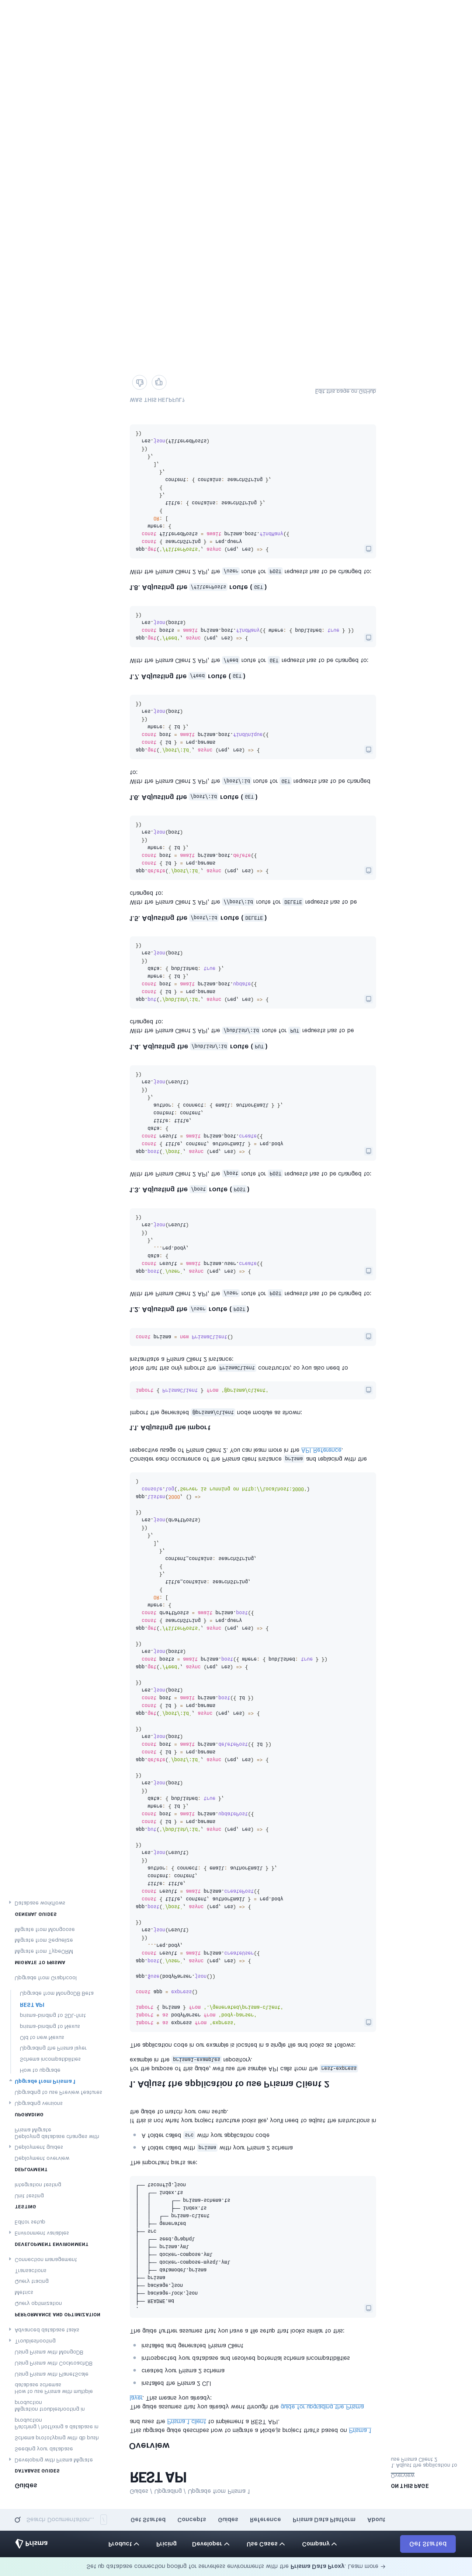 Set up database connection pooling for serverless environments with the Prisma Data Proxy. Learn more →
Prisma
Product
Pricing
Developer
Use Cases
Company
Get Started
Search Documentation...
Get Started
Concepts
Guides
Reference
Prisma Data Platform
About
Guides
DATABASE GUIDES
Developing with Prisma Migrate
Seeding your database
Schema prototyping with db push
Patching / hotfixing a database in
production
Migration troubleshooting in
production
How to use Prisma with multiple
database schemas
Using Prisma with PlanetScale
Using Prisma with CockroachDB
Using Prisma with MongoDB
Troubleshooting
Advanced database tasks
PERFORMANCE AND OPTIMIZATION
Query optimization
Metrics
Query tracing
Transactions
Connection management
DEVELOPMENT ENVIRONMENT
Environment variables
Editor setup
TESTING
Unit testing
Integration testing
DEPLOYMENT
Deployment overview
Deployment guides
Deploying database changes with
Prisma Migrate
UPGRADING
Upgrading versions
Upgrading to use Preview features
Upgrade from Prisma 1
How to upgrade
Schema incompatibilities
Upgrading the Prisma layer
Old to new Nexus
prisma-binding to Nexus
prisma-binding to SDL-first
REST API
Upgrade from MongoDB Beta
Upgrade from Graphcool
MIGRATE TO PRISMA
Migrate from TypeORM
Migrate from Sequelize
Migrate from Mongoose
GENERAL GUIDES
Database workflows
Guides / Upgrading / Upgrade from Prisma 1
REST API
ON THIS PAGE
Overview
1. Adjust the application to
use Prisma Client 2
Overview
This upgrade guide describes how to migrate a Node.js project that's based on Prisma 1
and uses the Prisma 1 client to implement a REST API.
The guide assumes that you already went through the guide for upgrading the Prisma
layer. This means you already:
installed the Prisma 2 CLI
created your Prisma 2 schema
introspected your database and resolved potential schema incompatibilities
installed and generated Prisma Client
The guide further assumes that you have a file setup that looks similar to this:
.
├── README.md
├── package-lock.json
├── package.json
├── prisma
│   ├── datamodel.prisma
│   ├── docker-compose-mysql.yml
│   ├── docker-compose.yml
│   ├── prisma.yml
│   └── seed.graphql
├── src
│   ├── generated
│   │   └── prisma-client
│   │       ├── index.ts
│   │       └── prisma-schema.ts
│   └── index.ts
└── tsconfig.json
The important parts are:
A folder called prisma with your Prisma 2 schema
A folder called src with your application code
If this is not what your project structure looks like, you need to adjust the instructions in
the guide to match your own setup.
1. Adjust the application to use Prisma Client 2
For the purpose of this guide, we'll use the sample API calls from the rest-express
example in the prisma1-examples repository.
The application code in our example is located in a single file and looks as follows:
import * as express from 'express'
import * as bodyParser from 'body-parser'
import { prisma } from './generated/prisma-client'
const app = express()
app.$use(bodyParser.json())
app.post(`/user`, async (req, res) => {
const result = await prisma.createUser({
...req.body,
})
res.json(result)
})
app.post(`/post`, async (req, res) => {
const { title, content, authorEmail } = req.body
const result = await prisma.createPost({
title: title,
content: content,
author: { connect: { email: authorEmail } },
})
res.json(result)
})
app.put(`/publish/:id`, async (req, res) => {
const { id } = req.params
const post = await prisma.updatePost({
where: { id },
data: { published: true },
})
res.json(post)
})
app.delete(`/post/:id`, async (req, res) => {
const { id } = req.params
const post = await prisma.deletePost({ id })
res.json(post)
})
app.get(`/post/:id`, async (req, res) => {
const { id } = req.params
const post = await prisma.post({ id })
res.json(post)
})
app.get('/feed', async (req, res) => {
const posts = await prisma.post({ where: { published: true } })
res.json(posts)
})
app.get('/filterPosts', async (req, res) => {
const { searchString } = req.query
const draftPosts = await prisma.post({
where: {
OR: [
{
title_contains: searchString,
},
{
content_contains: searchString,
},
],
},
})
res.json(draftPosts)
})
app.listen(3000, () =>
console.log('Server is running on http://localhost:3000')
)
Consider each occurrence of the Prisma client instance prisma and replacing with the
respective usage of Prisma Client 2. You can learn more in the API Reference.
1.1. Adjusting the import
Import the generated @prisma/client node module as shown:
import { PrismaClient } from '@prisma/client'
Note that this only imports the PrismaClient constructor, so you also need to
instantiate a Prisma Client 2 instance:
const prisma = new PrismaClient()
1.2. Adjusting the /user route (POST)
With the Prisma Client 2 API, the /user route for POST requests has to be changed to:
app.post(`/user`, async (req, res) => {
const result = await prisma.user.create({
data: {
...req.body,
},
})
res.json(result)
})
1.3. Adjusting the /post route (POST)
With the Prisma Client 2 API, the /post route for POST requests has to be changed to:
app.post(`/post`, async (req, res) => {
const { title, content, authorEmail } = req.body
const result = await prisma.post.create({
data: {
title: title,
content: content,
author: { connect: { email: authorEmail } },
},
})
res.json(result)
})
1.4. Adjusting the /publish/:id route (PUT)
With the Prisma Client 2 API, the /publish/:id route for PUT requests has to be
changed to:
app.put(`/publish/:id`, async (req, res) => {
const { id } = req.params
const post = await prisma.post.update({
where: { id },
data: { published: true },
})
res.json(post)
})
1.5. Adjusting the /post/:id route (DELETE)
With the Prisma Client 2 API, the //post/:id route for DELETE requests has to be
changed to:
app.delete(`/post/:id`, async (req, res) => {
const { id } = req.params
const post = await prisma.post.delete({
where: { id },
})
res.json(post)
})
1.6. Adjusting the /post/:id route (GET)
With the Prisma Client 2 API, the /post/:id route for GET requests has to be changed
to:
app.get(`/post/:id`, async (req, res) => {
const { id } = req.params
const post = await prisma.post.findUnique({
where: { id },
})
res.json(post)
})
1.7. Adjusting the /feed route (GET)
With the Prisma Client 2 API, the /feed route for GET requests has to be changed to:
app.get('/feed', async (req, res) => {
const posts = await prisma.post.findMany({ where: { published: true } })
res.json(posts)
})
1.8. Adjusting the /filterPosts route (GET)
With the Prisma Client 2 API, the /user route for POST requests has to be changed to:
app.get('/filterPosts', async (req, res) => {
const { searchString } = req.query
const filteredPosts = await prisma.post.findMany({
where: {
OR: [
{
title: { contains: searchString },
},
{
content: { contains: searchString },
},
],
},
})
res.json(filteredPosts)
})
WAS THIS HELPFUL?
Edit this page on GitHub